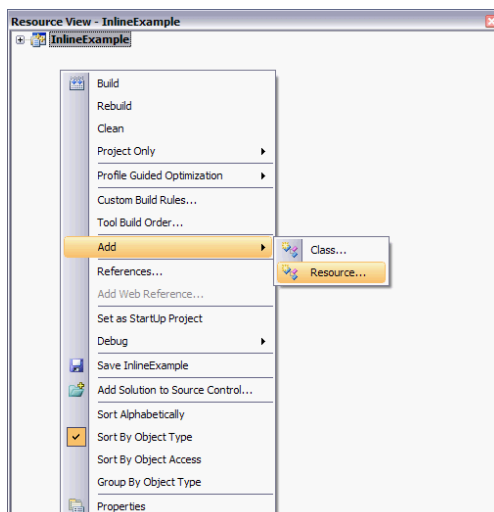 Resource View - InlineExample
InlineExample
Build
Rebuild
Clean
Project Only
Profile Guided Optimization
Custom Build Rules...
Tool Build Order...
Add
Class...
References...
Resource...
Add Web Reference...
Set as StartUp Project
Debug
Save InlineExample
Add Solution to Source Control...
Sort Alphabetically
Sort By Object Type
Sort By Object Access
Group By Object Type
Properties